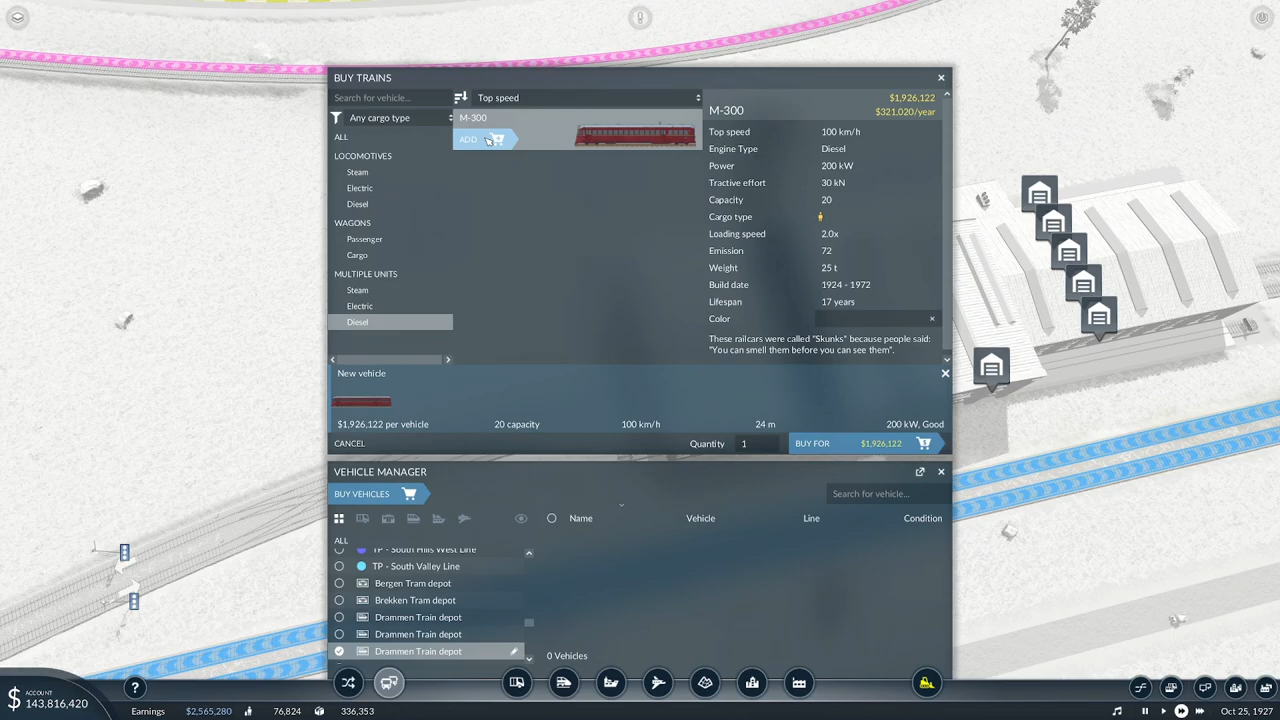 BUY TRAINS
Search for vehicle...
Top speed
Any cargo type
ALL
LOCOMOTIVES
Steam
Electric
Diesel
WAGONS
Passenger
Cargo
MULTIPLE UNITS
Steam
Electric
Diesel
M-300
ADD
$1,926,122
M-300
$321,020/year
Top speed 100 km/h
Engine Type Diesel
Power 200 kW
Tractive effort 30 kN
Capacity 20
Cargo type
Loading speed 2.0x
Emission 72
Weight 25 t
Build date 1924 - 1972
Lifespan 17 years
Color
These railcars were called "Skunks" because people said:
"You can smell them before you can see them".
New vehicle
$1,926,122 per vehicle 20 capacity 100 km/h 24 m 200 kW, Good
CANCEL Quantity 1 BUY FOR $1,926,122
VEHICLE MANAGER
BUY VEHICLES
Search for vehicle...
Name Vehicle Line Condition
ALL
TP - South Hills West Line
TP - South Valley Line
Bergen Tram depot
Brekken Tram depot
Drammen Train depot
Drammen Train depot
Drammen Train depot
0 Vehicles
$ ACCOUNT
143,816,420
?
Earnings $2,565,280 76,824 336,353
Oct 25, 1927